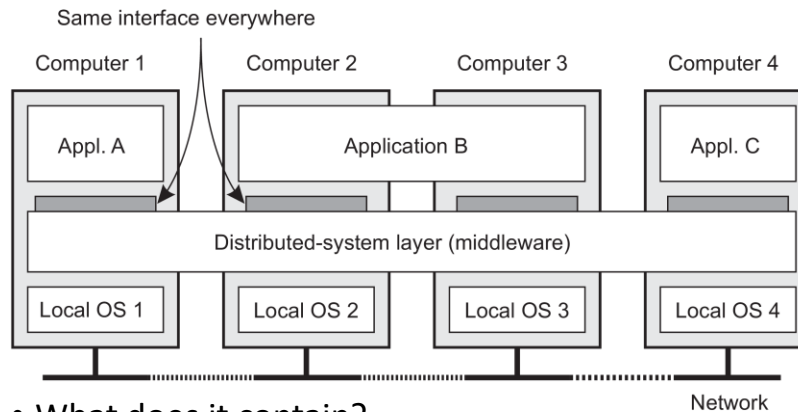 Same interface everywhere
Computer 1 Computer 2 Computer 3 Computer 4
Appl. A Application B Appl. C
Distributed-system layer (middleware)
Local OS 1 Local OS 2 Local OS 3 Local OS 4
Network
• What does it contain?